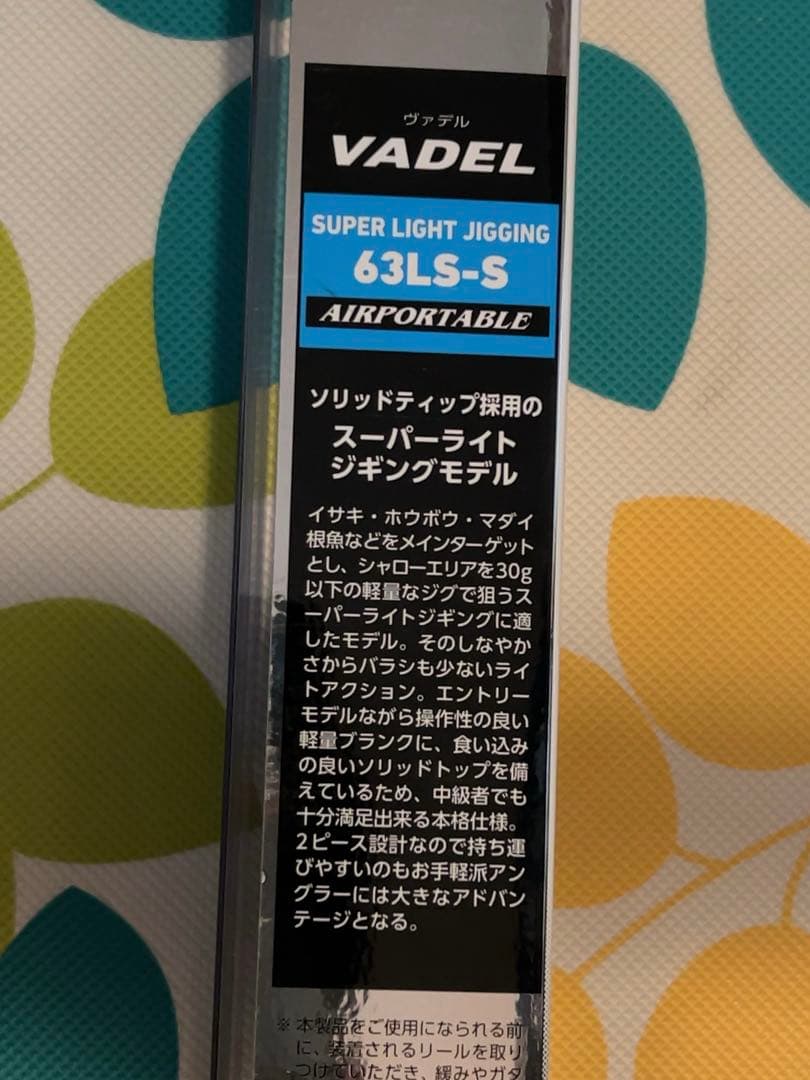 ヴァデル
VADEL
SUPER LIGHT JIGGING
63LS-S
AIRPORTABLE
ソリッドティップ採用の
スーパーライト
ジギングモデル
イサキ・ホウボウ・マダイ
根魚などをメインターゲット
とし、シャローエリアを30g
以下の軽量なジグで狙うス
ーパーライトジギングに適
したモデル。そのしなやか
さからバラシも少ないライ
トアクション。エントリー
モデルながら操作性の良い
軽量ブランクに、食い込み
の良いソリッドトップを備
えているため、中級者でも
十分満足出来る本格仕様。
2ピース設計なので持ち運
びやすいのもお手軽派アン
グラーには大きなアドバン
テージとなる。
※本製品をご使用になられる前
に、装着されるリールを取り
つけていただき、緩みやガタ